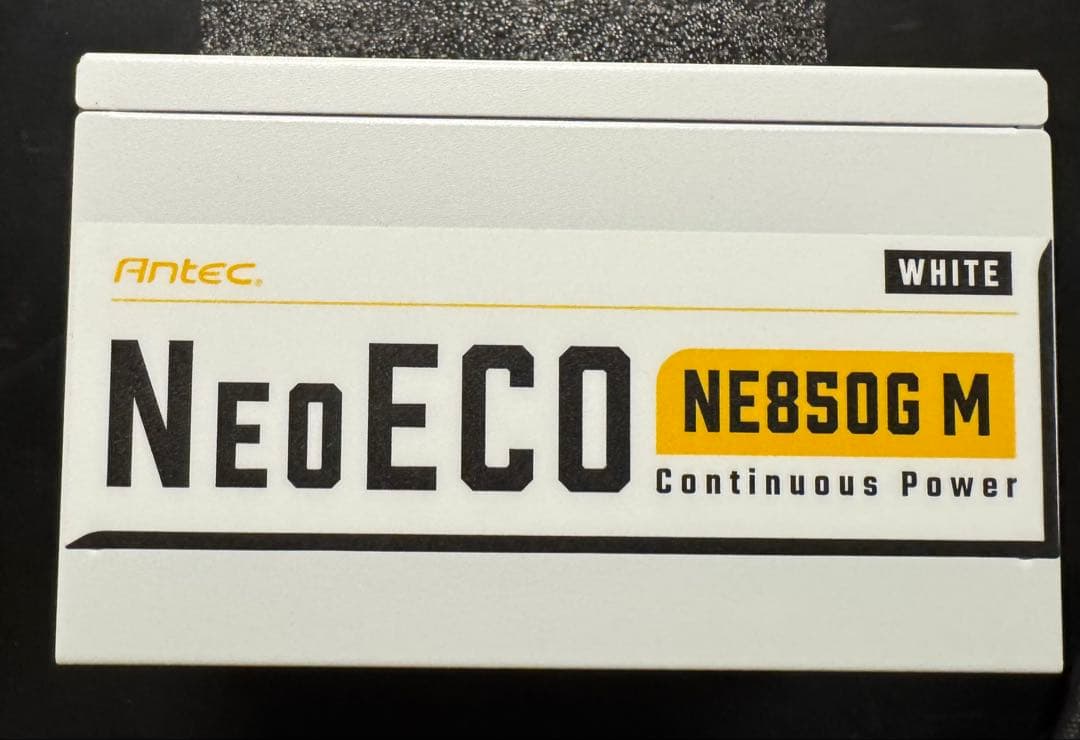 Antec®
WHITE
NeoECO
NE850G M
Continuous Power